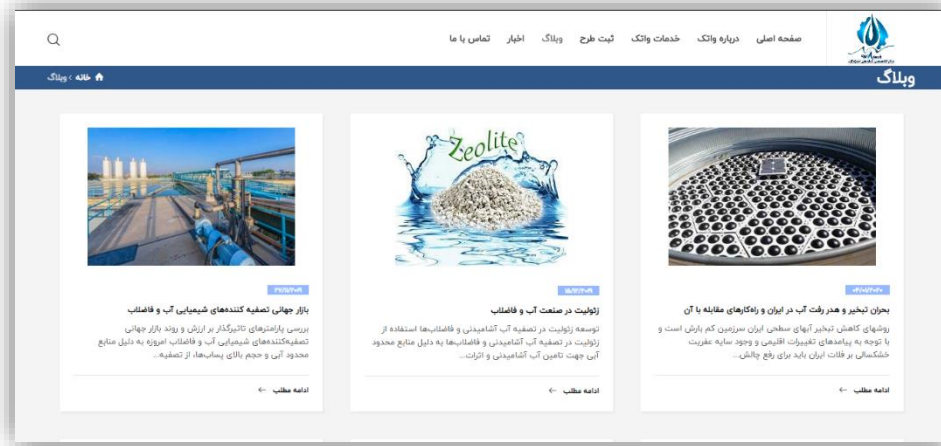 صفحه اصلی درباره واتک خدمات واتک ثبت طرح وبلاگ اخبار تماس با ما
وبلاگ
خانه › وبلاگ
بحران تبخیر و هدر رفت آب در ایران و راه‌کارهای مقابله با آن
روشهای کاهش تبخیر آبهای سطحی ایران سرزمین کم بارش است و
با توجه به پیامدهای تغییرات اقلیمی و وجود سایه عفریت
خشکسالی بر فلات ایران باید برای رفع چالش...
ادامه مطلب ←
Zeolite
زئولیت در صنعت آب و فاضلاب
توسعه زئولیت در تصفیه آب آشامیدنی و فاضلاب‌ها استفاده از
زئولیت در تصفیه آب آشامیدنی و فاضلاب‌ها به دلیل منابع محدود
آبی جهت تامین آب آشامیدنی و اثرات...
ادامه مطلب ←
بازار جهانی تصفیه کننده‌های شیمیایی آب و فاضلاب
بررسی پارامترهای تاثیرگذار بر ارزش و روند بازار جهانی
تصفیه‌کننده‌های شیمیایی آب و فاضلاب امروزه به دلیل منابع
محدود آبی و حجم بالای پساب‌ها، از تصفیه...
ادامه مطلب ←